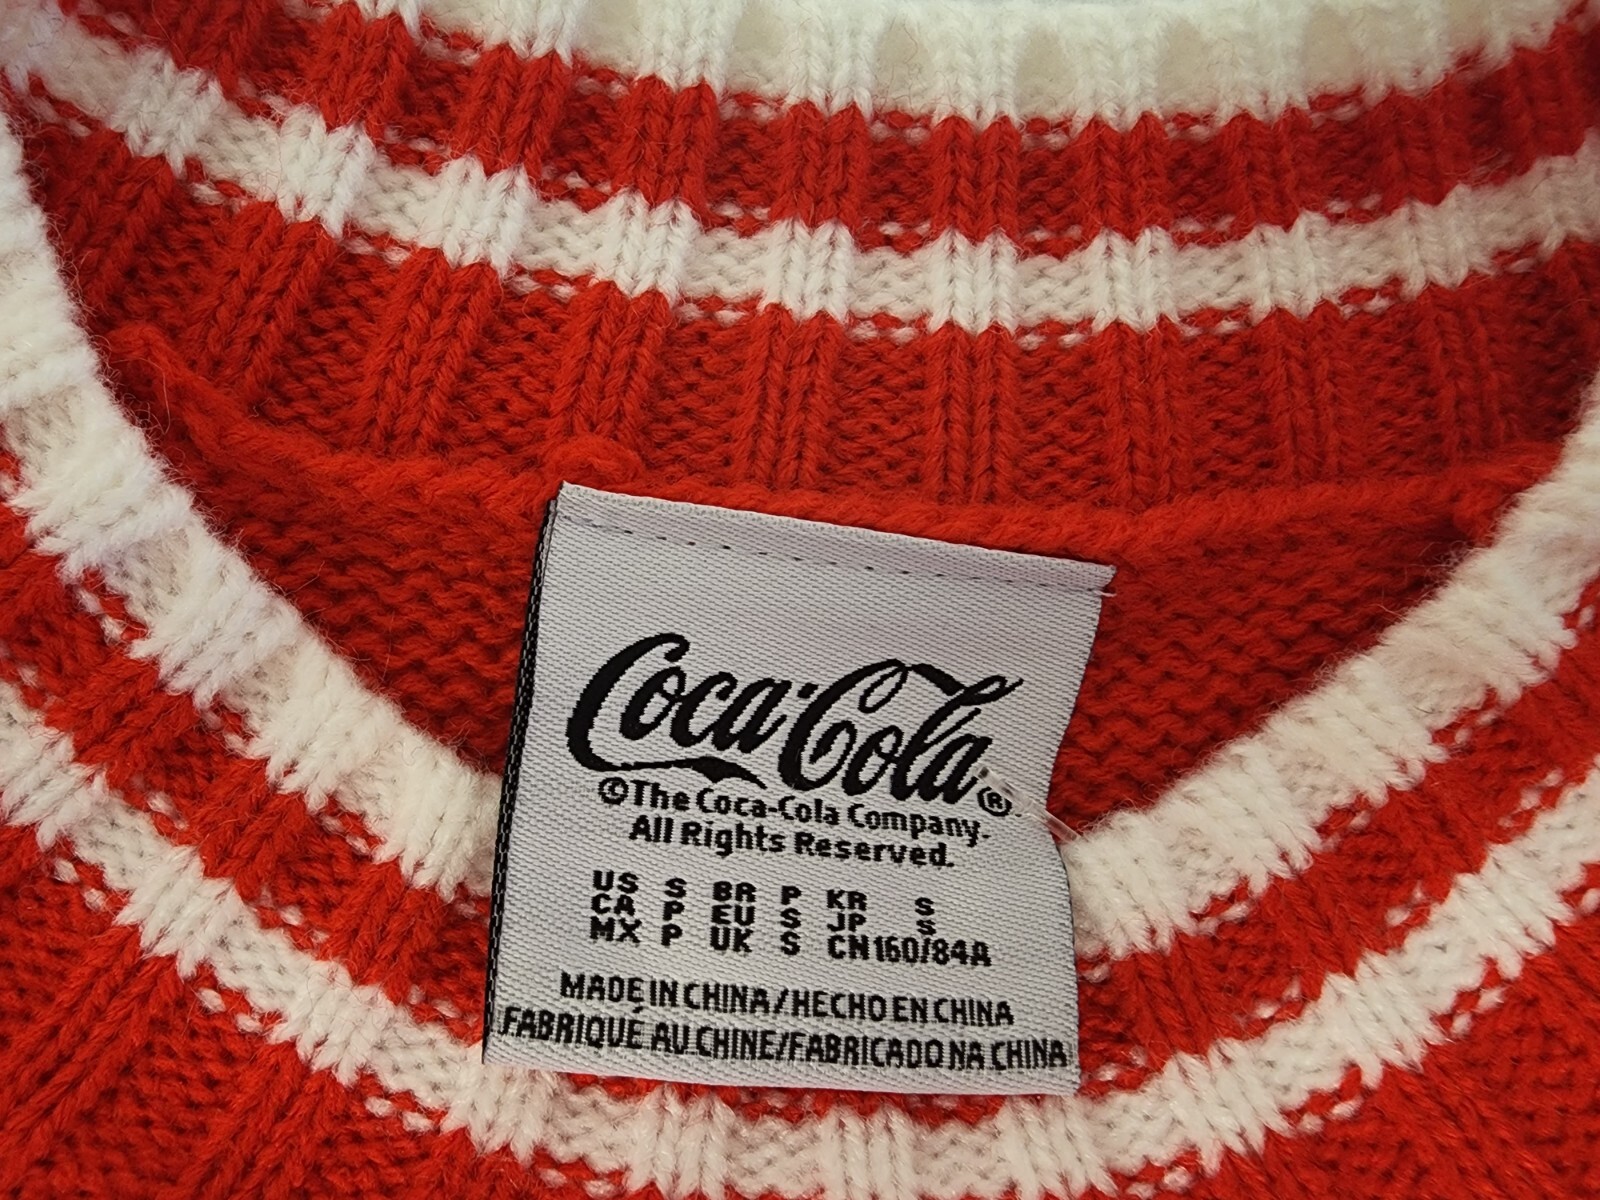 Coca-Cola®
©The Coca-Cola Company.
All Rights Reserved.
US S BR P KR S
CA P EU S JP S
MX P UK S CN 160/84A
MADE IN CHINA/HECHO EN CHINA
FABRIQUÉ AU CHINE/FABRICADO NA CHINA